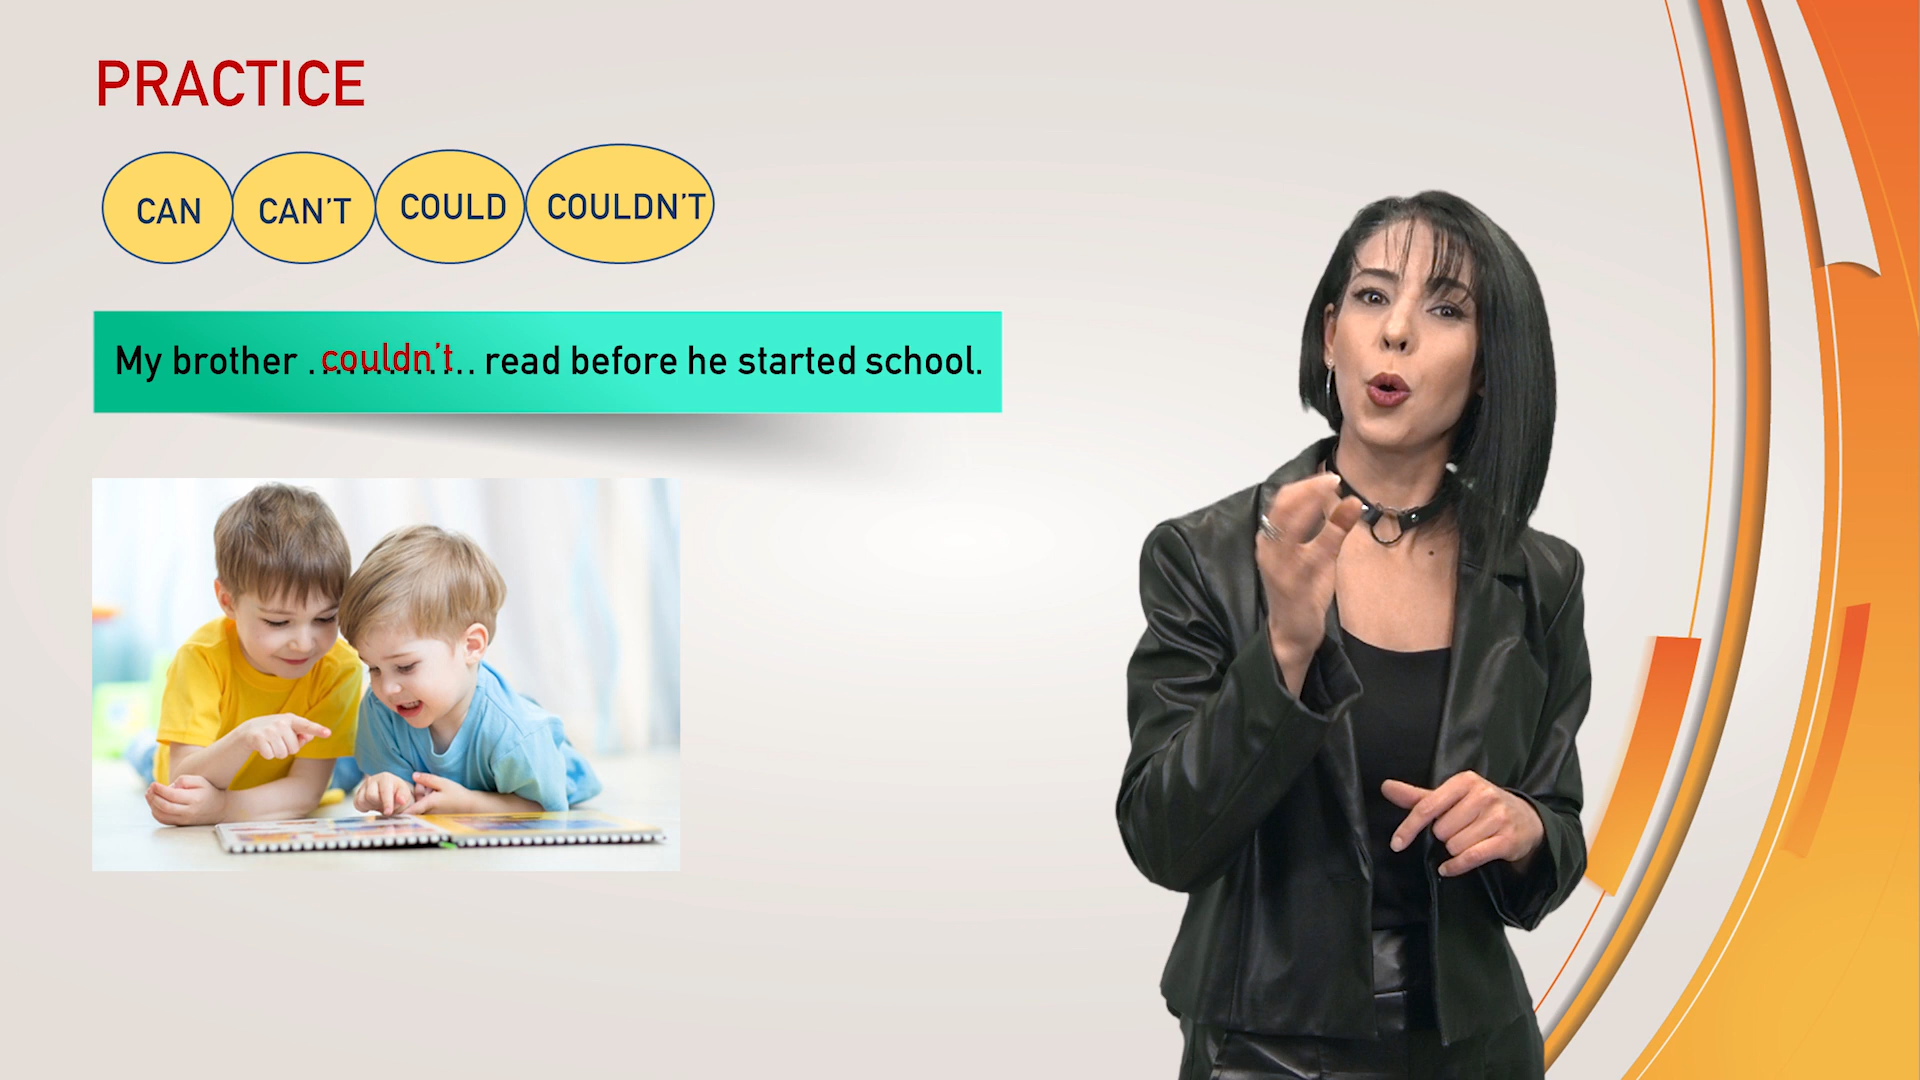 PRACTICE
CAN CAN'T COULD COULDN'T
My brother ..couldn't.. read before he started school.